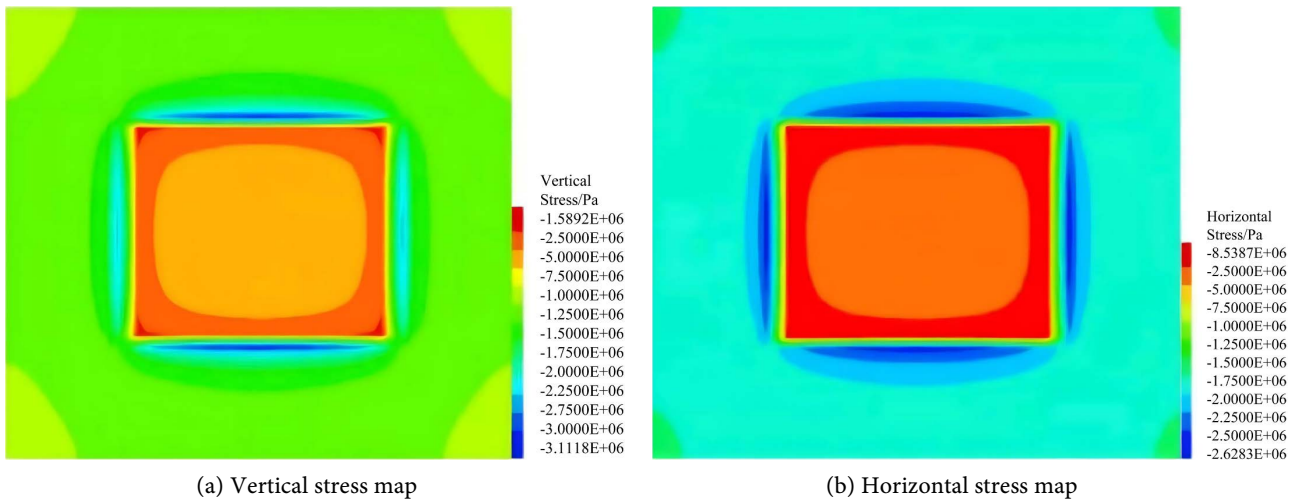 Vertical
Stress/Pa
-1.5892E+06
-2.5000E+06
-5.0000E+06
-7.5000E+06
-1.0000E+06
-1.2500E+06
-1.5000E+06
-1.7500E+06
-2.0000E+06
-2.2500E+06
-2.7500E+06
-3.0000E+06
-3.1118E+06
(a) Vertical stress map
Horizontal
Stress/Pa
-8.5387E+06
-2.5000E+06
-5.0000E+06
-7.5000E+06
-1.0000E+06
-1.2500E+06
-1.5000E+06
-1.7500E+06
-2.0000E+06
-2.2500E+06
-2.5000E+06
-2.6283E+06
(b) Horizontal stress map